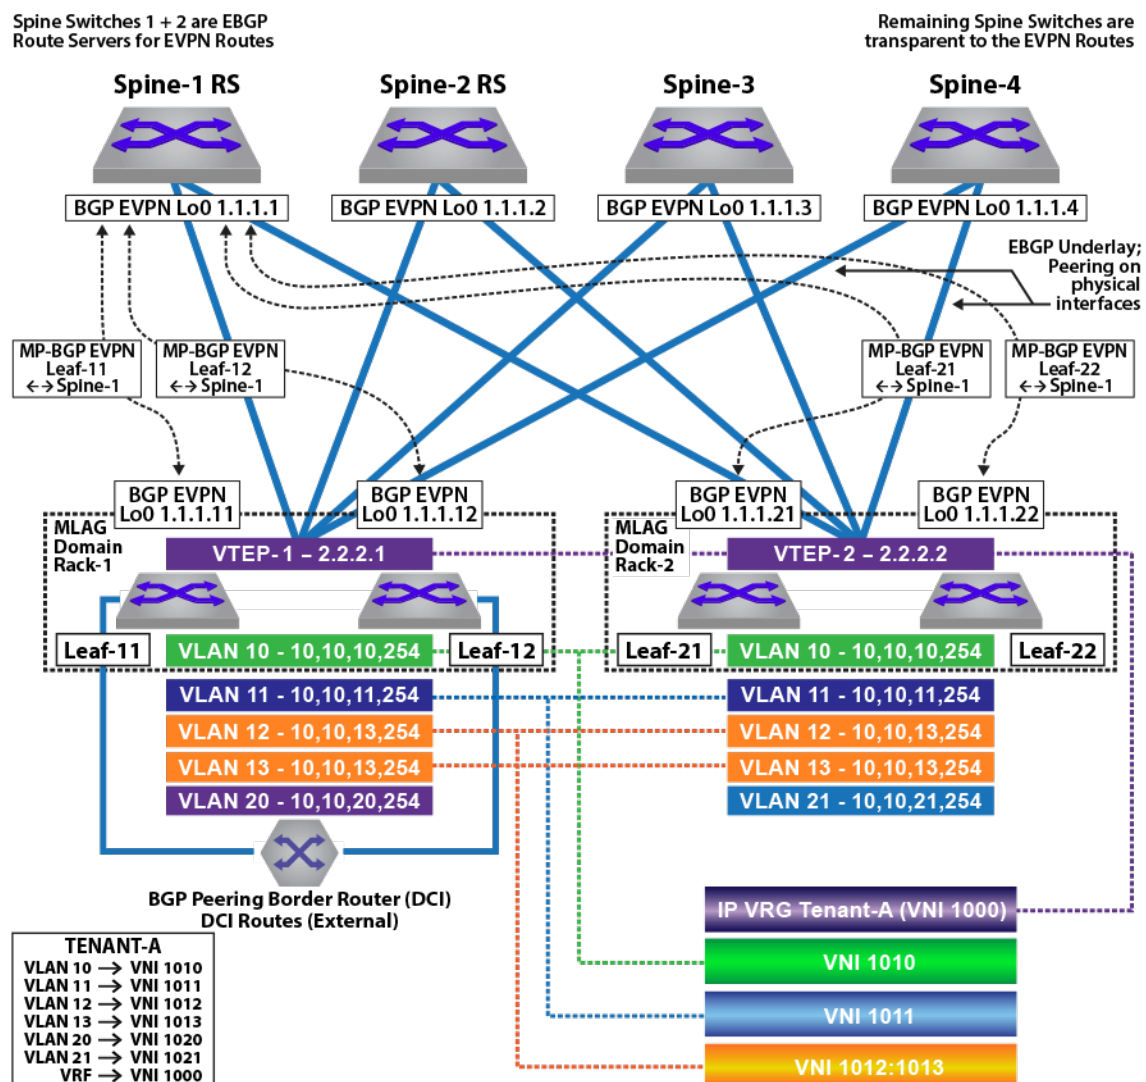 Spine Switches 1 + 2 are EBGP
Route Servers for EVPN Routes
Remaining Spine Switches are
transparent to the EVPN Routes
Spine-1 RS
Spine-2 RS
Spine-3
Spine-4
BGP EVPN Lo0 1.1.1.1
BGP EVPN Lo0 1.1.1.2
BGP EVPN Lo0 1.1.1.3
BGP EVPN Lo0 1.1.1.4
EBGP Underlay;
Peering on
physical
interfaces
MP-BGP EVPN
Leaf-11
←→Spine-1
MP-BGP EVPN
Leaf-12
←→Spine-1
MP-BGP EVPN
Leaf-21
←→Spine-1
MP-BGP EVPN
Leaf-22
←→Spine-1
BGP EVPN
Lo0 1.1.1.11
BGP EVPN
Lo0 1.1.1.12
BGP EVPN
Lo0 1.1.1.21
BGP EVPN
Lo0 1.1.1.22
MLAG
Domain
Rack-1
VTEP-1 – 2.2.2.1
MLAG
Domain
Rack-2
VTEP-2 – 2.2.2.2
Leaf-11
VLAN 10 - 10,10,10,254
Leaf-12
Leaf-21
VLAN 10 - 10,10,10,254
Leaf-22
VLAN 11 - 10,10,11,254
VLAN 11 - 10,10,11,254
VLAN 12 - 10,10,13,254
VLAN 12 - 10,10,13,254
VLAN 13 - 10,10,13,254
VLAN 13 - 10,10,13,254
VLAN 20 - 10,10,20,254
VLAN 21 - 10,10,21,254
BGP Peering Border Router (DCI)
DCI Routes (External)
IP VRG Tenant-A (VNI 1000)
VNI 1010
VNI 1011
VNI 1012:1013
TENANT-A
VLAN 10 → VNI 1010
VLAN 11 → VNI 1011
VLAN 12 → VNI 1012
VLAN 13 → VNI 1013
VLAN 20 → VNI 1020
VLAN 21 → VNI 1021
VRF → VNI 1000